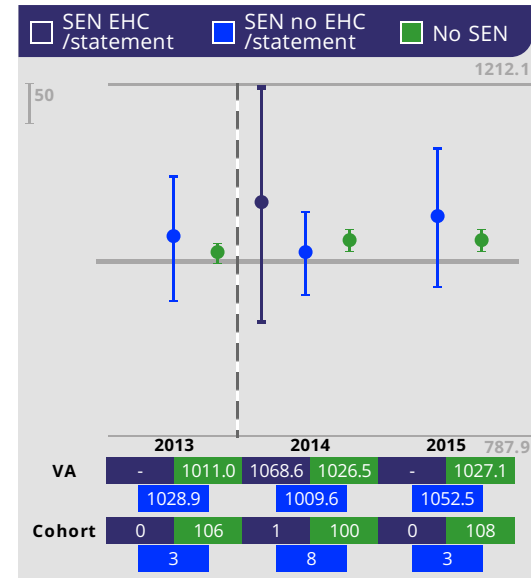 SEN EHC /statement
SEN no EHC /statement
No SEN
1212.1
50
2013 2014 2015 787.9
VA - 1011.0 1068.6 1026.5 - 1027.1
1028.9 1009.6 1052.5
Cohort 0 106 1 100 0 108
3 8 3